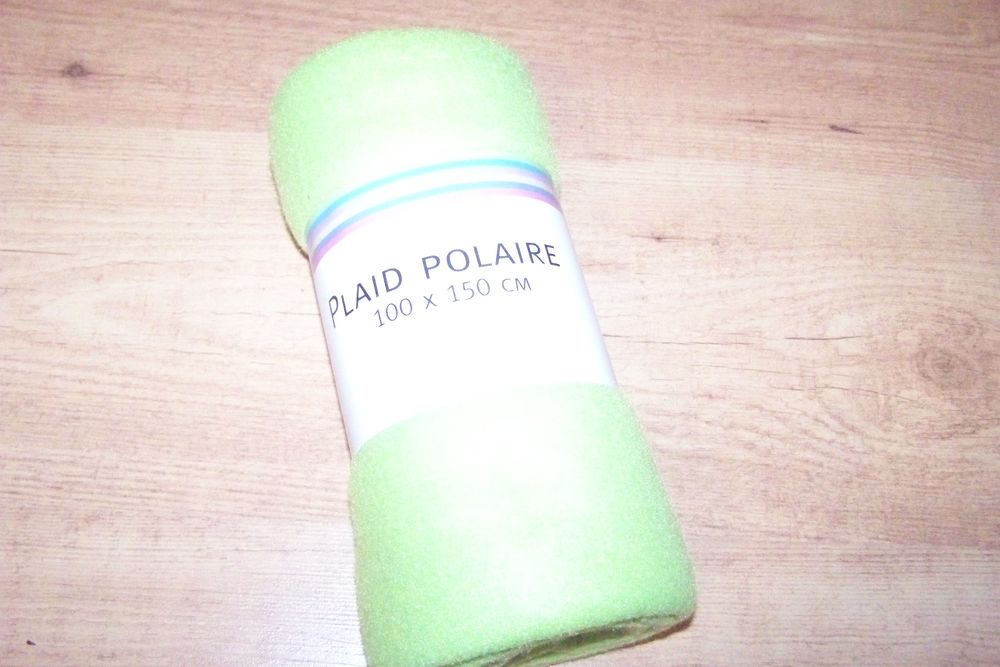 PLAID POLAIRE
100 X 150 CM